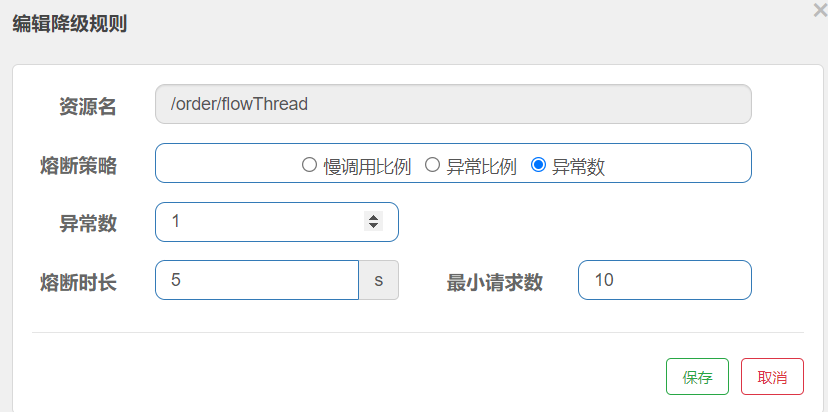 编辑降级规则
资源名 /order/flowThread
熔断策略 慢调用比例 异常比例 异常数
异常数 1
熔断时长 5 s 最小请求数 10
保存 取消